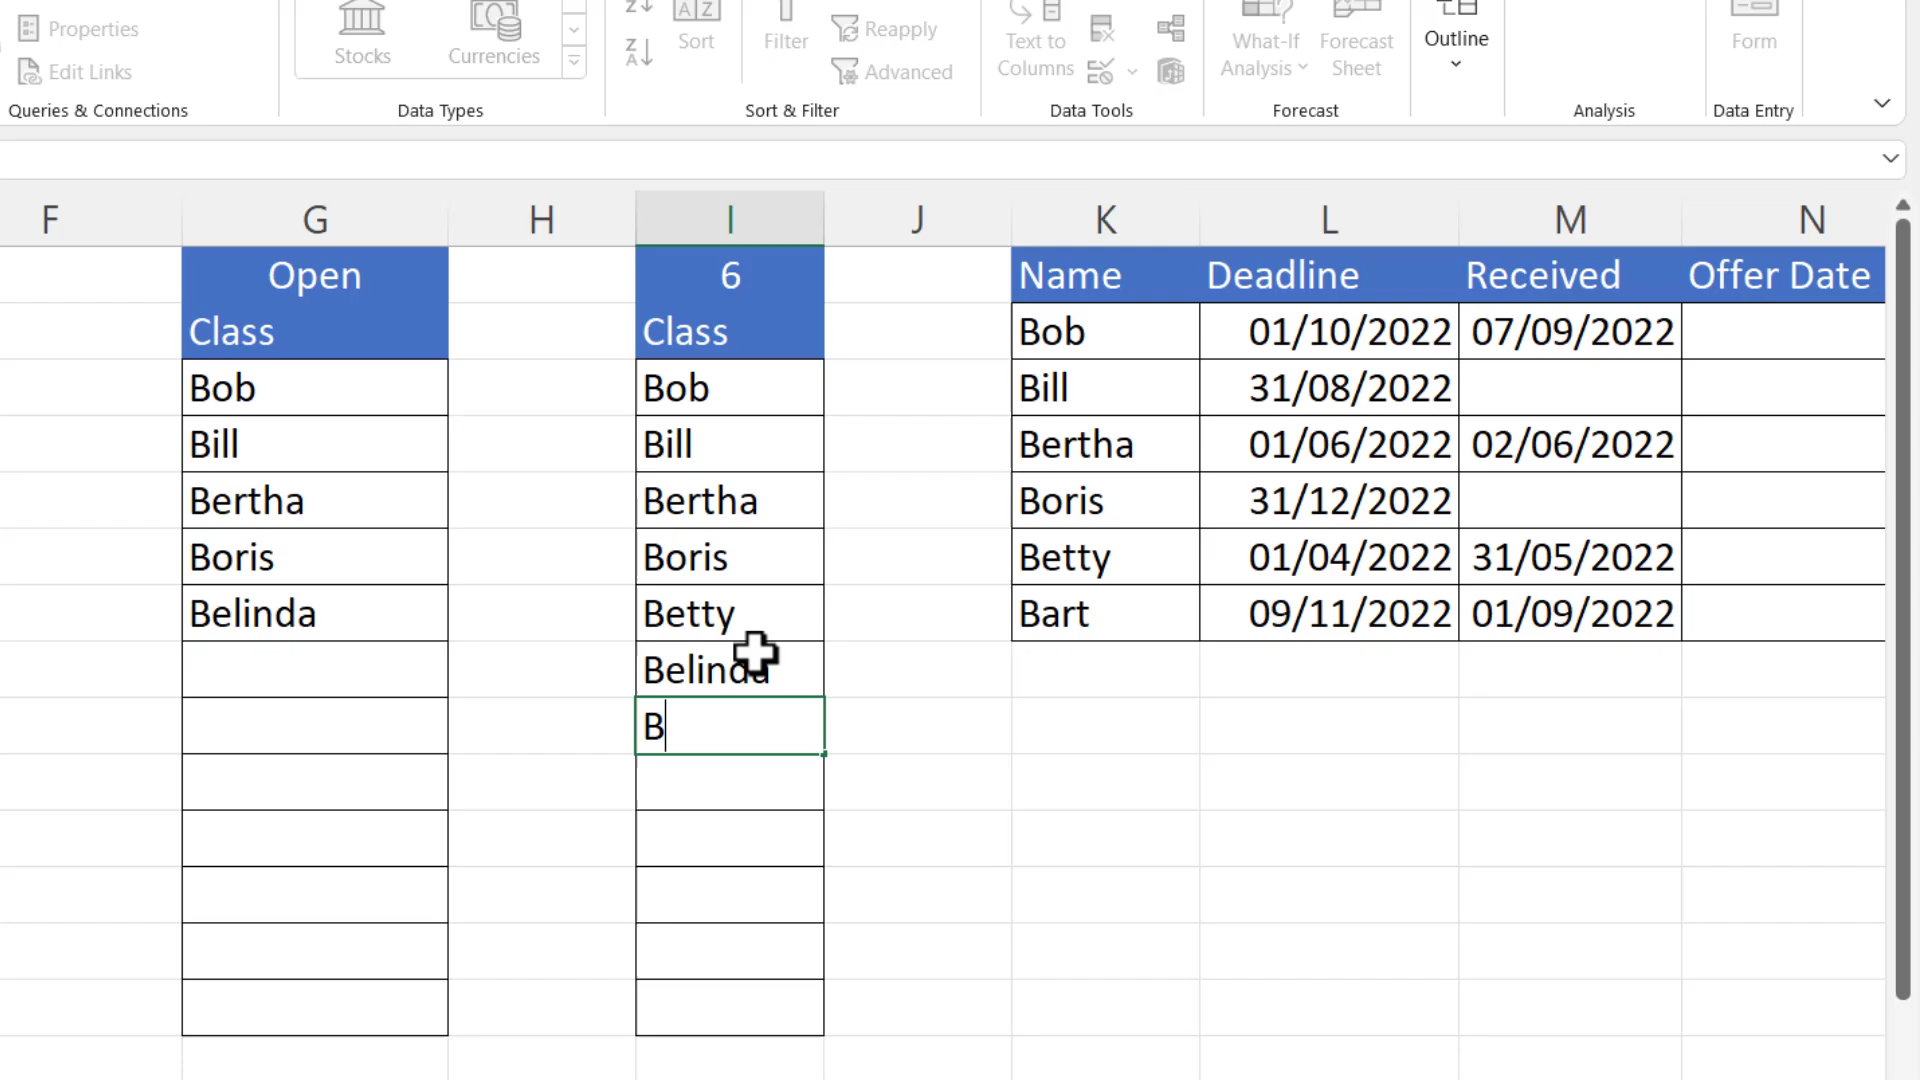 Properties
Edit Links
Queries & Connections
Stocks
Currencies
Data Types
Z
Z
A
A Z
Sort
Filter
Reapply
Advanced
Sort & Filter
Text to
Columns
Data Tools
What-If
Analysis
Forecast
Sheet
Forecast
Outline
Analysis
Form
Data Entry
F G H I J K L M N
Open 6 Name Deadline Received Offer Date
Class Class Bob 01/10/2022 07/09/2022
Bob Bob Bill 31/08/2022
Bill Bill Bertha 01/06/2022 02/06/2022
Bertha Bertha Boris 31/12/2022
Boris Boris Betty 01/04/2022 31/05/2022
Belinda Betty Bart 09/11/2022 01/09/2022
Belinda
B